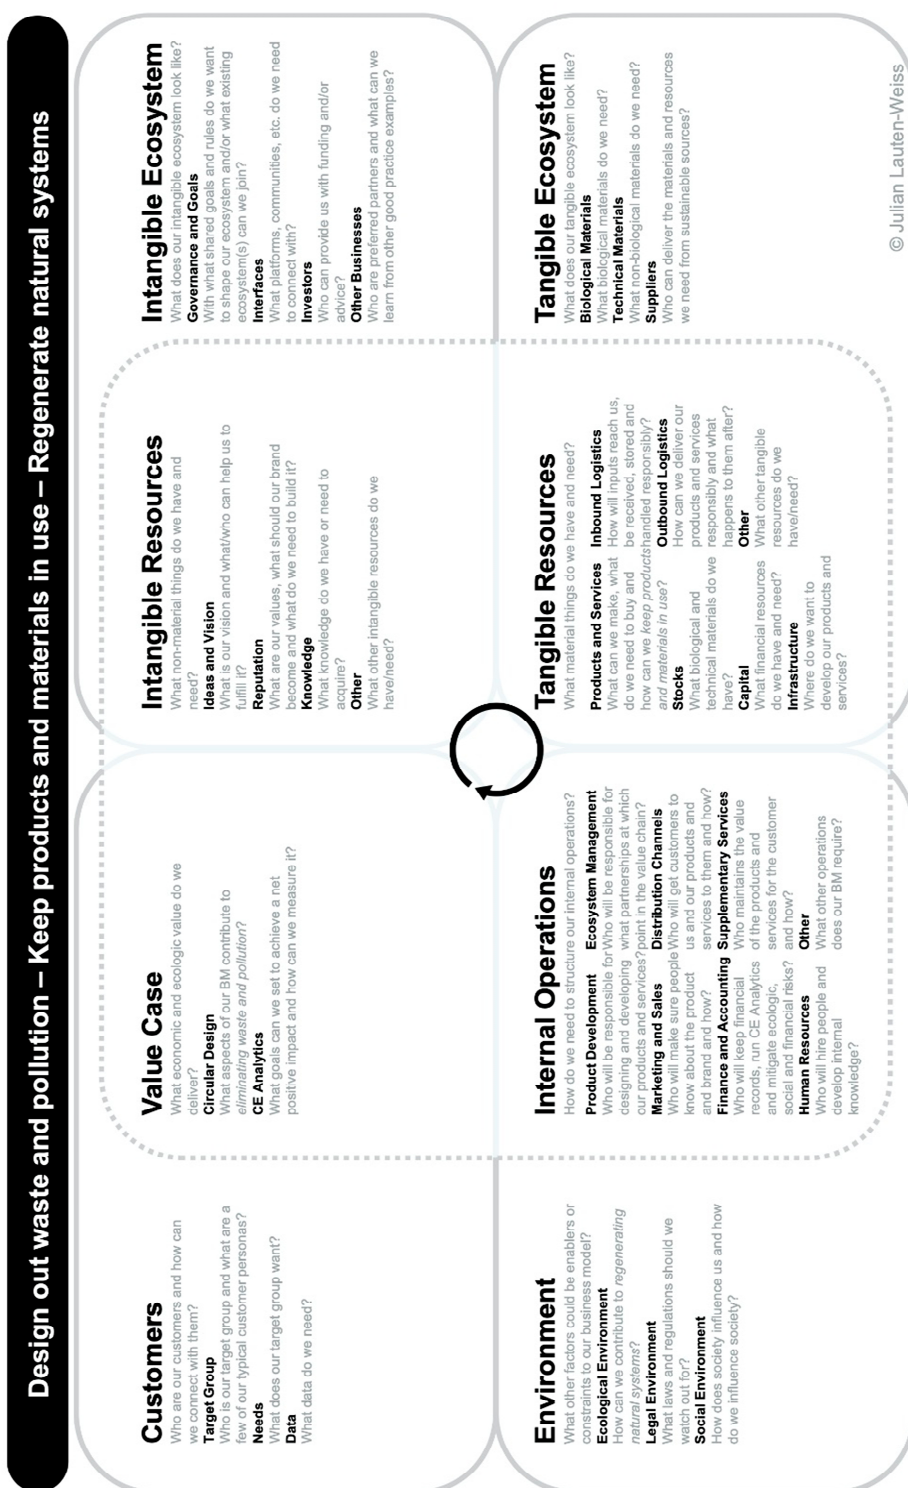 Design out waste and pollution – Keep products and materials in use – Regenerate natural systems
Customers
Who are our customers and how can
we connect with them?
Target Group
Who is our target group and what are a
few of our typical customer personas?
Needs
What does our target group want?
Data
What data do we need?
Value Case
What economic and ecologic value do we
deliver?
Circular Design
What aspects of our BM contribute to
eliminating waste and pollution?
CE Analytics
What goals can we set to achieve a net
positive impact and how can we measure it?
Intangible Resources
What non-material things do we have and
need?
Ideas and Vision
What is our vision and what/who can help us to
fulfill it?
Reputation
What are our values, what should our brand
become and what do we need to build it?
Knowledge
What knowledge do we have or need to
acquire?
Other
What other intangible resources do we
have/need?
Intangible Ecosystem
What does our intangible ecosystem look like?
Governance and Goals
With what shared goals and rules do we want
to shape our ecosystem and/or what existing
ecosystem(s) can we join?
Interfaces
What platforms, communities, etc. do we need
to connect with?
Investors
Who can provide us with funding and/or
advice?
Other Businesses
Who are preferred partners and what can we
learn from other good practice examples?
Environment
What other factors could be enablers or
constraints to our business model?
Ecological Environment
How can we contribute to regenerating
natural systems?
Legal Environment
What laws and regulations should we
watch out for?
Social Environment
How does society influence us and how
do we influence society?
Internal Operations
How do we need to structure our internal operations?
Product Development
Who will be responsible for
designing and developing
our products and services?
Marketing and Sales
Who will make sure people
know about the product
and brand and how?
Finance and Accounting
Who will keep financial
records, run CE Analytics
and mitigate ecologic,
social and financial risks?
Human Resources
Who will hire people and
develop internal
knowledge?
Ecosystem Management
Who will be responsible for
what partnerships at which
point in the value chain?
Distribution Channels
Who will get customers to
us and our products and
services to them and how?
Supplementary Services
Who maintains the value
of the products and
services for the customer
and how?
Other
What other operations
does our BM require?
Tangible Resources
What material things do we have and need?
Products and Services
What can we make, what
do we need to buy and
how can we keep products
and materials in use?
Stocks
What biological and
technical materials do we
have?
Capital
What financial resources
do we have and need?
Infrastructure
Where do we want to
develop our products and
services?
Inbound Logistics
How will inputs reach us,
be received, stored and
handled responsibly?
Outbound Logistics
How can we deliver our
products and services
responsibly and what
happens to them after?
Other
What other tangible
resources do we
have/need?
Tangible Ecosystem
What does our tangible ecosystem look like?
Biological Materials
What biological materials do we need?
Technical Materials
What non-biological materials do we need?
Suppliers
Who can deliver the materials and resources
we need from sustainable sources?
© Julian Lauten-Weiss